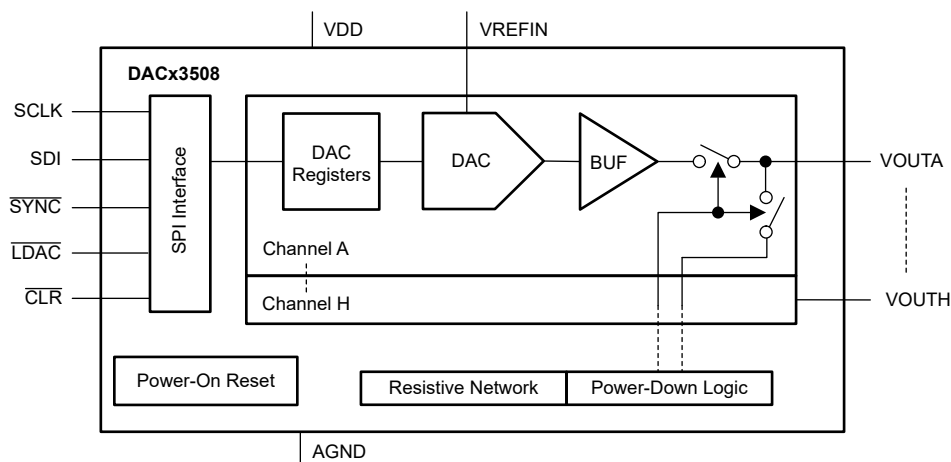 VDD
VREFIN
DACx3508
SCLK
SDI
SYNC
LDAC
CLR
SPI Interface
DAC
Registers
DAC
BUF
VOUTA
Channel A
Channel H
VOUTH
Power-On Reset
Resistive Network
Power-Down Logic
AGND